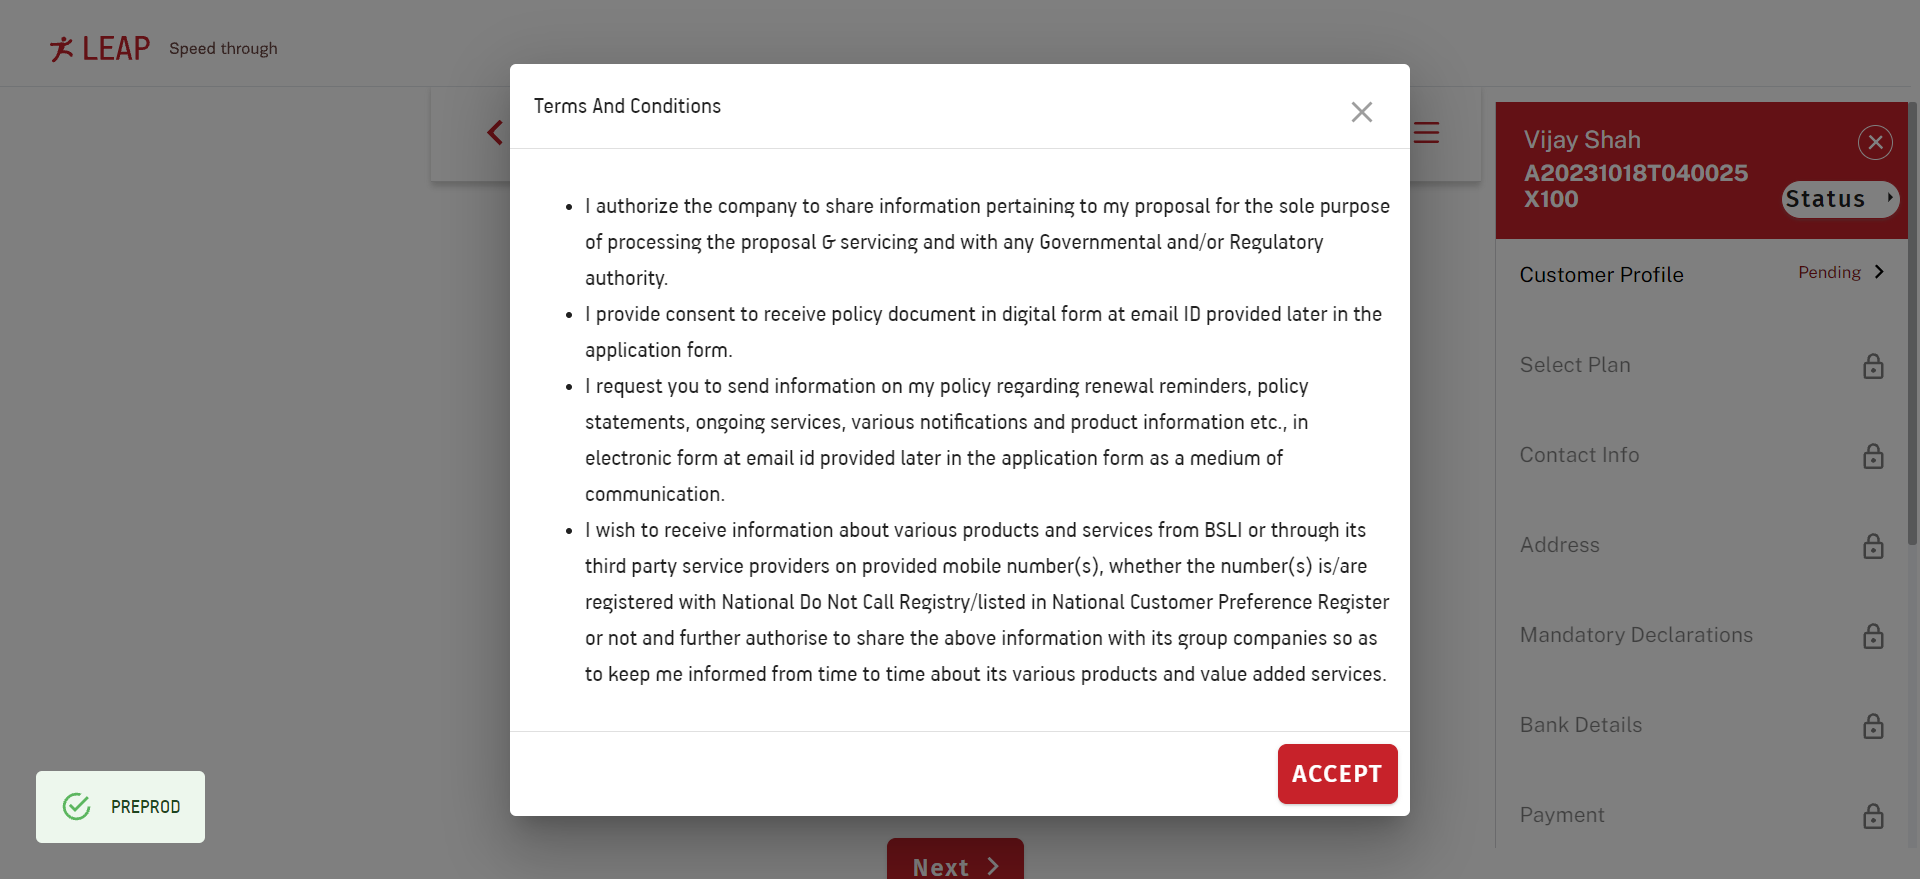 LEAP Speed through
Terms And Conditions
• I authorize the company to share information pertaining to my proposal for the sole purpose
of processing the proposal & servicing and with any Governmental and/or Regulatory
authority.
• I provide consent to receive policy document in digital form at email ID provided later in the
application form.
• I request you to send information on my policy regarding renewal reminders, policy
statements, ongoing services, various notifications and product information etc., in
electronic form at email id provided later in the application form as a medium of
communication.
• I wish to receive information about various products and services from BSLI or through its
third party service providers on provided mobile number(s), whether the number(s) is/are
registered with National Do Not Call Registry/listed in National Customer Preference Register
or not and further authorise to share the above information with its group companies so as
to keep me informed from time to time about its various products and value added services.
ACCEPT
Next
PREPROD
Vijay Shah
A20231018T040025
X100
Status
Customer Profile Pending
Select Plan
Contact Info
Address
Mandatory Declarations
Bank Details
Payment